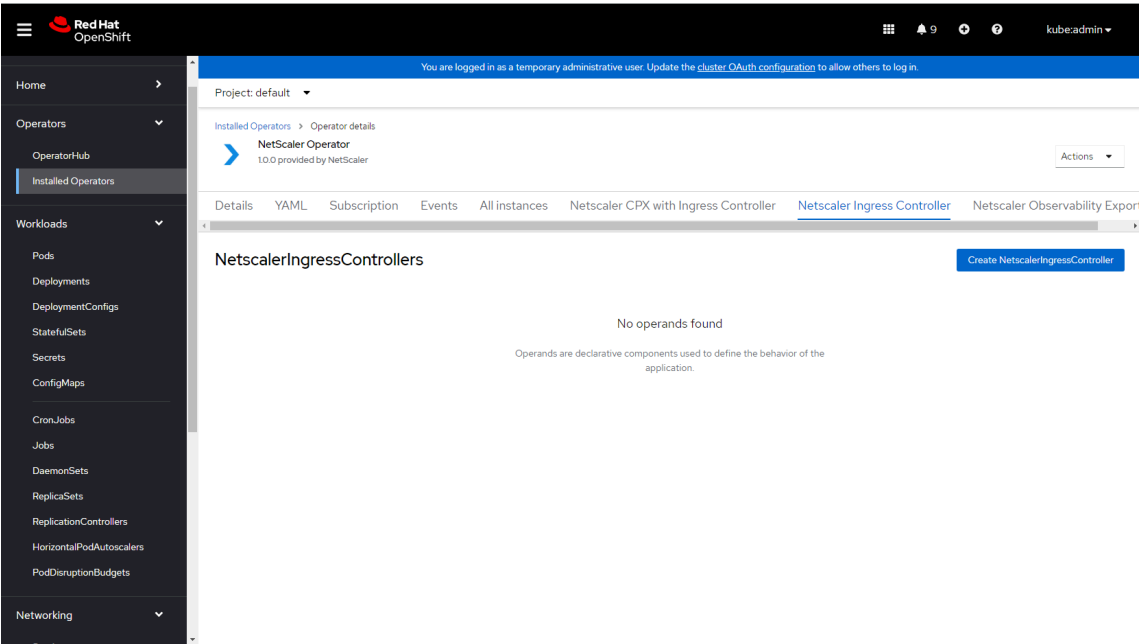 Red Hat
OpenShift
9
kube:admin
You are logged in as a temporary administrative user. Update the cluster OAuth configuration to allow others to log in.
Home
Operators
OperatorHub
Installed Operators
Workloads
Pods
Deployments
DeploymentConfigs
StatefulSets
Secrets
ConfigMaps
CronJobs
Jobs
DaemonSets
ReplicaSets
ReplicationControllers
HorizontalPodAutoscalers
PodDisruptionBudgets
Networking
Project: default
Installed Operators > Operator details
NetScaler Operator
1.0.0 provided by NetScaler
Actions
Details YAML Subscription Events All instances Netscaler CPX with Ingress Controller Netscaler Ingress Controller Netscaler Observability Expor
NetscalerIngressControllers
Create NetscalerIngressController
No operands found
Operands are declarative components used to define the behavior of the
application.